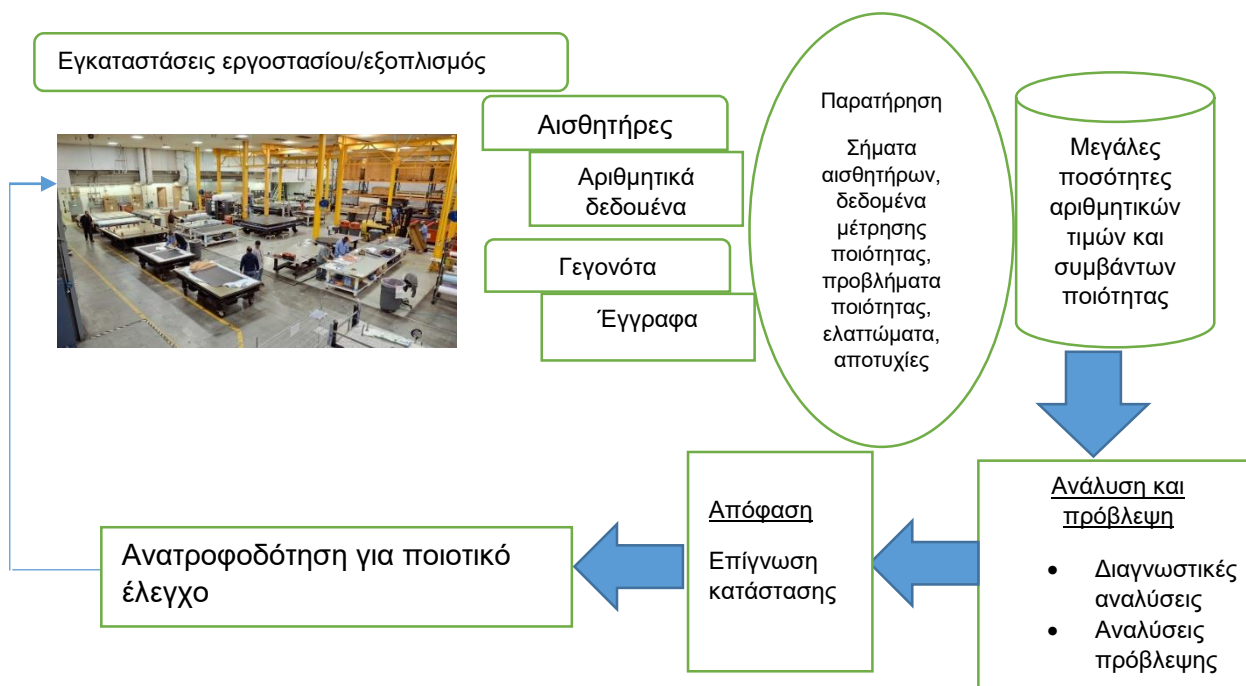 Εγκαταστάσεις εργοστασίου/εξοπλισμός
Αισθητήρες
Αριθμητικά
δεδομένα
Γεγονότα
Έγγραφα
Παρατήρηση
Σήματα
αισθητήρων,
δεδομένα
μέτρησης
ποιότητας,
προβλήματα
ποιότητας,
ελαττώματα,
αποτυχίες
Μεγάλες
ποσότητες
αριθμητικών
τιμών και
συμβάντων
ποιότητας
Ανάλυση και
πρόβλεψη
• Διαγνωστικές
αναλύσεις
• Αναλύσεις
πρόβλεψης
Απόφαση
Επίγνωση
κατάστασης
Ανατροφοδότηση για ποιοτικό
έλεγχο